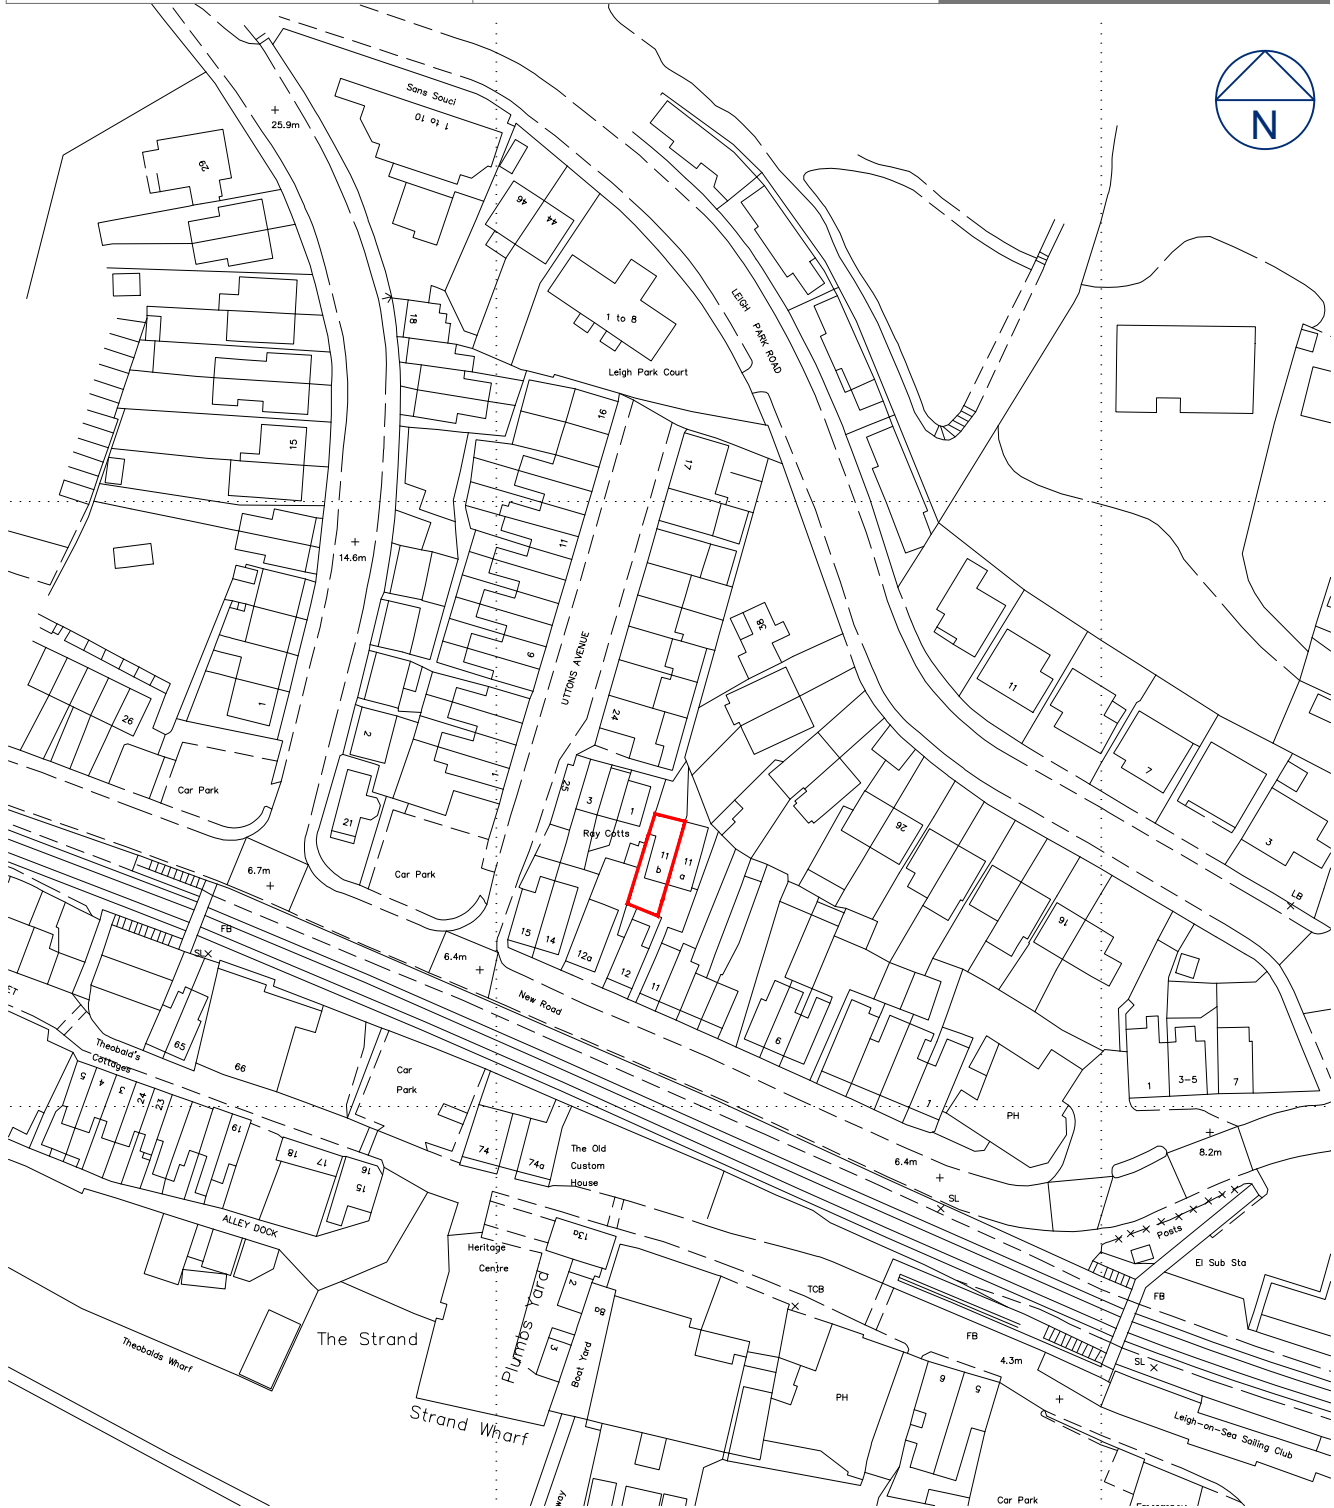 N
Sans Souci
1 to 10
25.9m
29
46
44
1 to 8
LEIGH PARK ROAD
18
Leigh Park Court
16
17
15
11
14.6m
38
9
UTTONS AVENUE
11
24
1
26
2
7
Car Park
25
3
1
21
Ray Cotts
26
3
11
b
11
a
6.7m
Car Park
LB
16
FB
SL
15
14
12a
12
11
6.4m
New Road
ET
65
66
6
Theobald's
Cottages
Car
Park
1
3-5
7
5
4
3
24
23
19
1
PH
18
17
16
15
74
74a
The Old
Custom
House
6.4m
8.2m
SL
ALLEY DOCK
13a
Posts
Heritage
Centre
El Sub Sta
2
TCB
FB
8a
Plumbs Yard
The Strand
Theobalds Wharf
3
Boat Yard
FB
4.3m
SL
PH
6
5
Strand Wharf
Leigh-on-Sea Sailing Club
way
Car Park